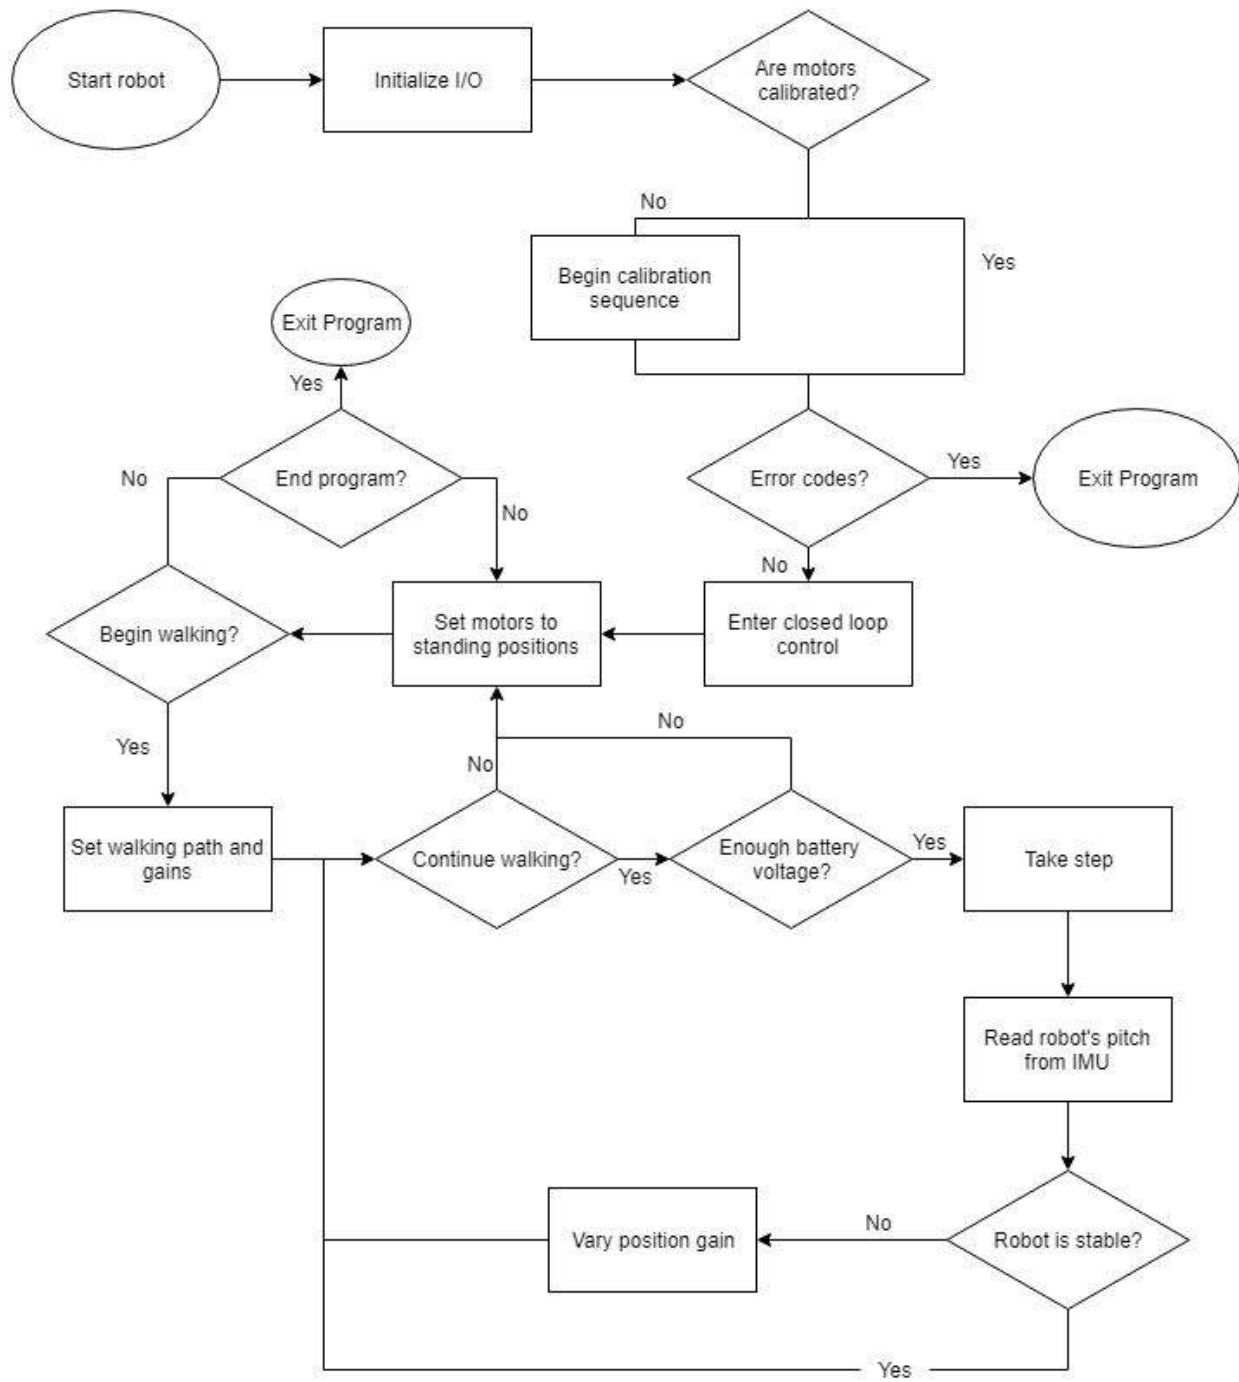 Start robot
Initialize I/O
Are motors
calibrated?
No
Yes
Begin calibration
sequence
Exit Program
Yes
No
End program?
No
Error codes?
Yes
Exit Program
No
Begin walking?
Set motors to
standing positions
Enter closed loop
control
Yes
No
No
Set walking path and
gains
Continue walking?
Yes
Enough battery
voltage?
Yes
Take step
Read robot's pitch
from IMU
Robot is stable?
No
Vary position gain
Yes